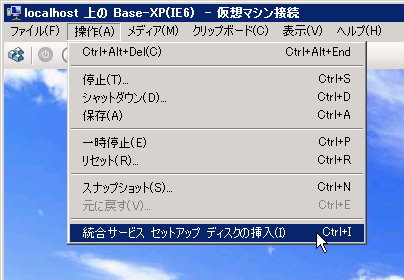 localhost 上の Base-XP(IE6) - 仮想マシン接続
ファイル(F) 操作(A) メディア(M) クリップボード(C) 表示(V) ヘルプ(H)
Ctrl+Alt+Del(C) Ctrl+Alt+End
停止(T)... Ctrl+S
シャットダウン(D)... Ctrl+D
保存(A) Ctrl+A
一時停止(E) Ctrl+P
リセット(R)... Ctrl+R
スナップショット(S)... Ctrl+N
元に戻す(V)... Ctrl+E
統合サービス セットアップ ディスクの挿入(I) Ctrl+I